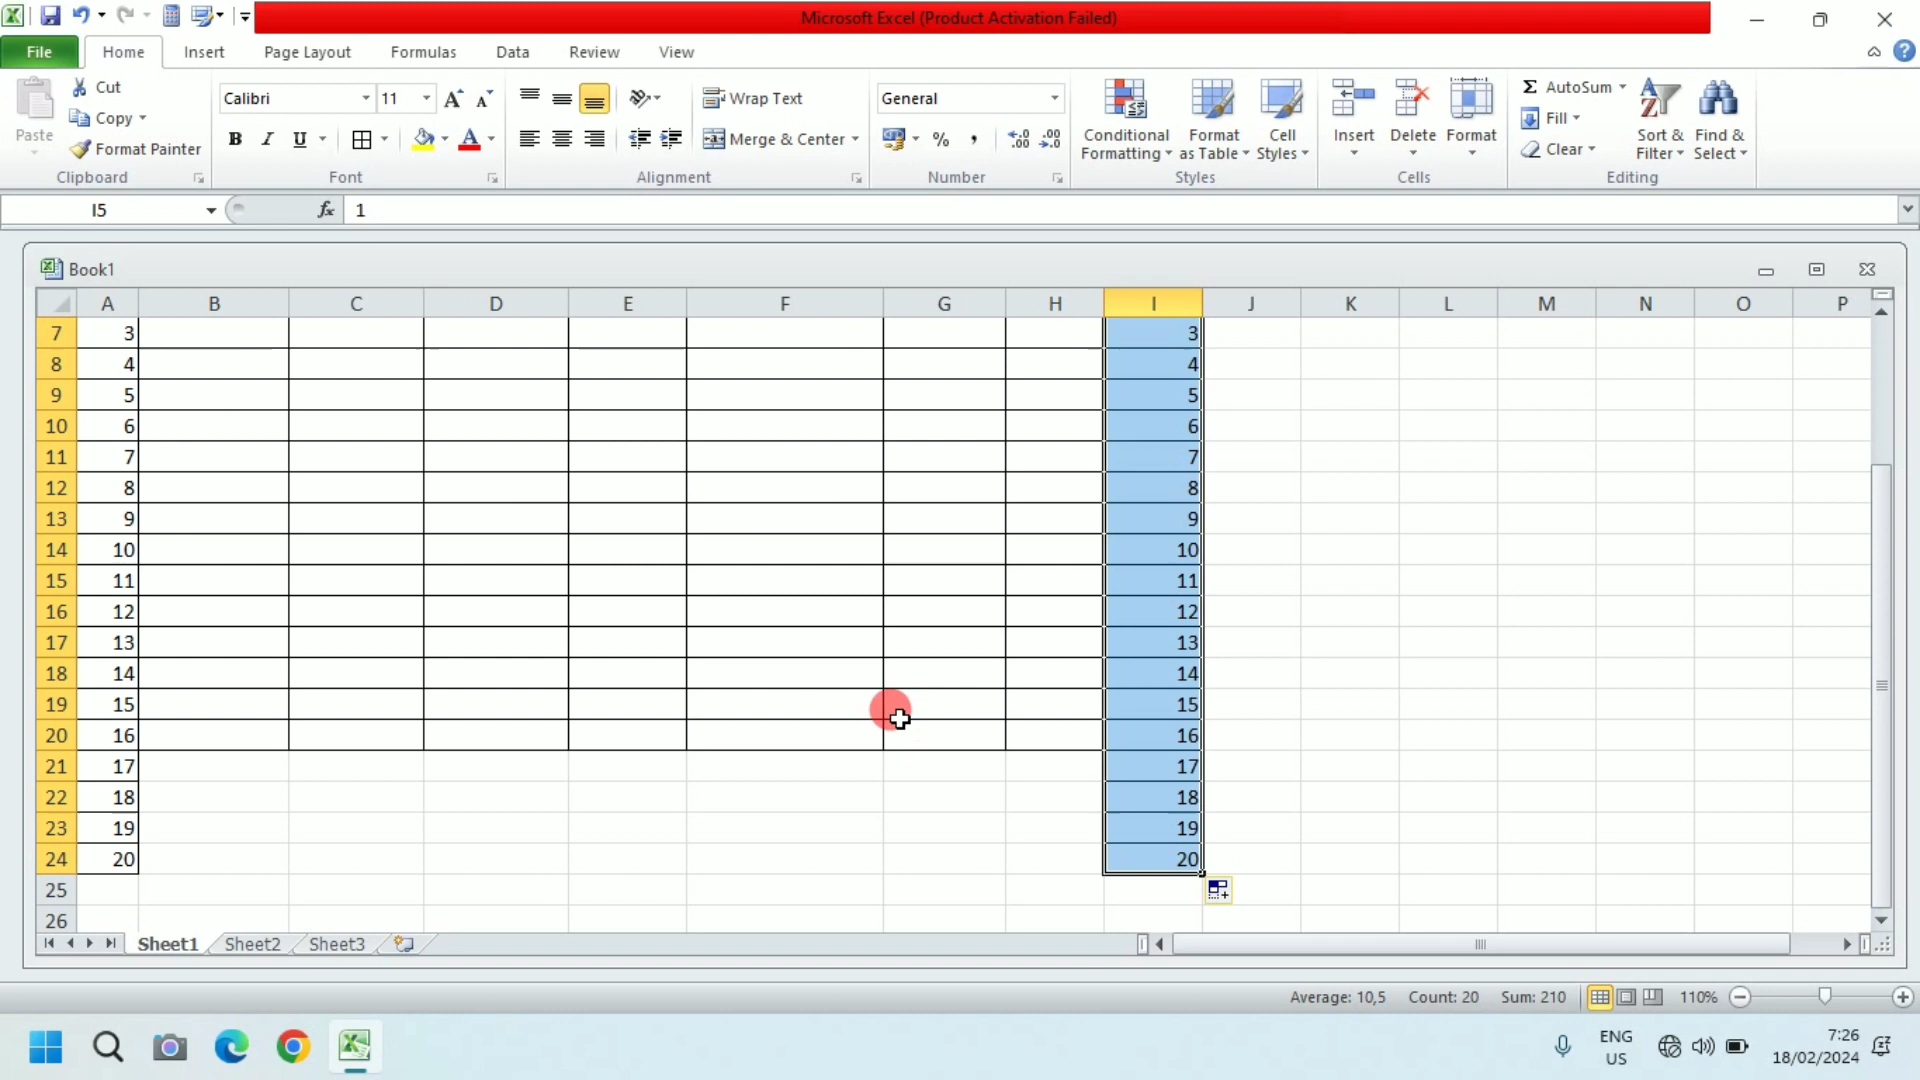 Microsoft Excel (Product Activation Failed)
File Home Insert Page Layout Formulas Data Review View
Paste Cut Copy Format Painter Clipboard
Calibri 11 B I U A Font
Wrap Text Merge & Center Alignment
General % , Number
Conditional Formatting Format as Table Cell Styles Styles
Insert Delete Format Cells
Σ AutoSum Fill Clear Sort & Filter Find & Select Editing
I5 fx 1
Book1
A B C D E F G H I J K L M N O P
7 3 3
8 4 4
9 5 5
10 6 6
11 7 7
12 8 8
13 9 9
14 10 10
15 11 11
16 12 12
17 13 13
18 14 14
19 15 15
20 16 16
21 17 17
22 18 18
23 19 19
24 20 20
25
26
Sheet1 Sheet2 Sheet3
Average: 10,5 Count: 20 Sum: 210 110%
ENG
US
7:26
18/02/2024